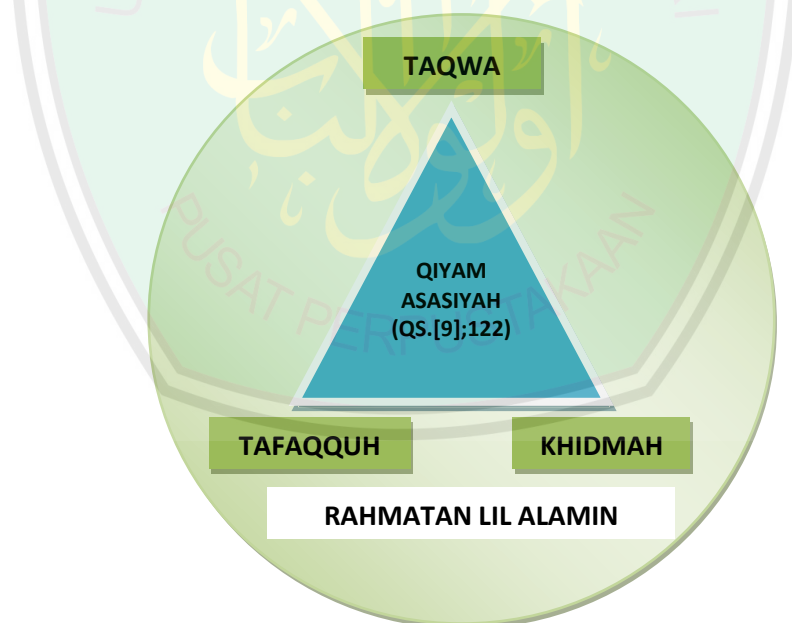 TAQWA
QIYAM
ASASIYAH
(QS.[9];122)
PUSAT PERPUSTAKAAN
TAFAQQUH
KHIDMAH
RAHMATAN LIL ALAMIN